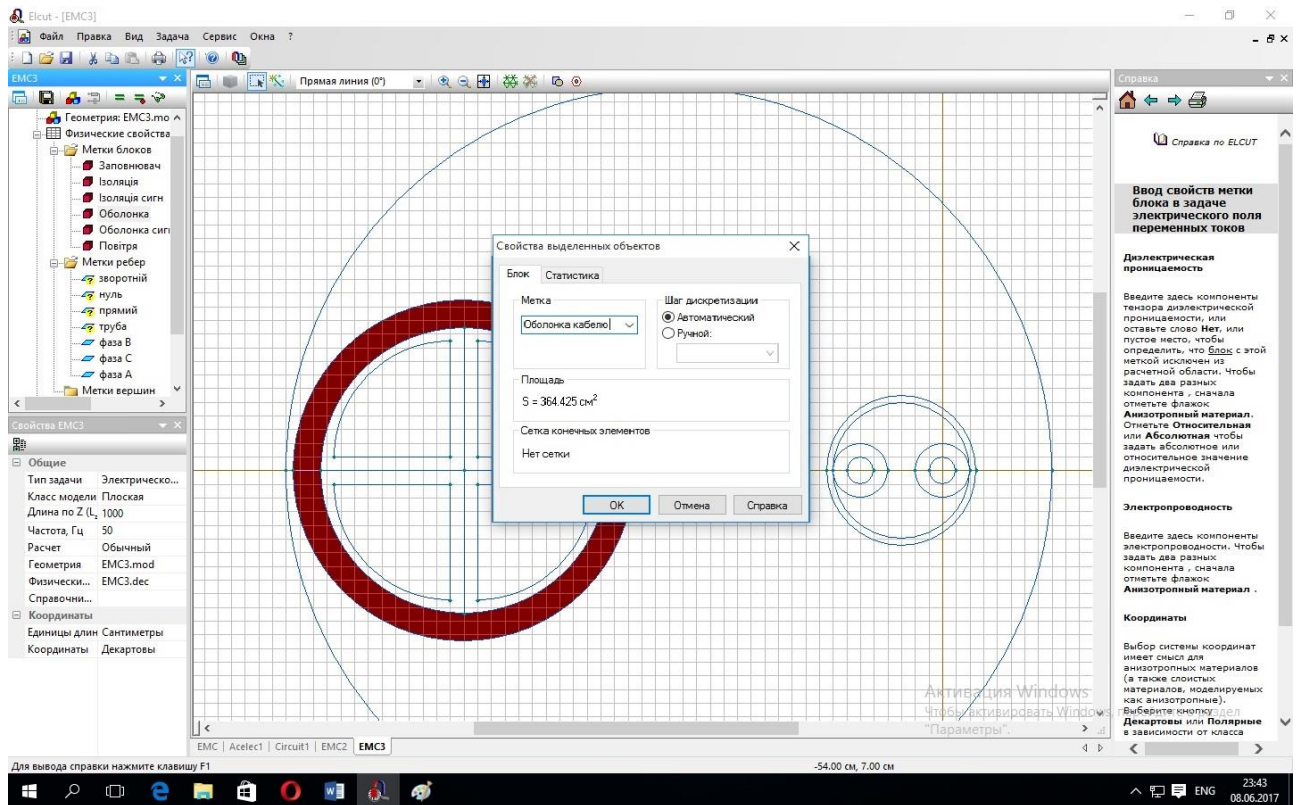 Elcut - [EMC3]
Файл Правка Вид Задача Сервис Окна ?
EMC3
Геометрия: EMC3.mo
Физические свойства
Метки блоков
Заповнювач
Ізоляція
Ізоляція сигн
Оболонка
Оболонка сигн
Повітря
Метки ребер
зворотній
нуль
прямий
труба
фаза В
фаза С
фаза А
Метки вершин
Свойства EMC3
Общие
Тип задачи Электрическо...
Класс модели Плоская
Длина по Z (Lz 1000
Частота, Гц 50
Расчет Обычный
Геометрия EMC3.mod
Физически... EMC3.dec
Справочни...
Координаты
Единицы длин Сантиметры
Координаты Декартовы
Прямая линия (0°)
Свойства выделенных объектов
Блок Статистика
Метка
Оболонка кабелю
Шаг дискретизации
Автоматический
Ручной:
Площадь
S = 364.425 см²
Сетка конечных элементов
Нет сетки
OK Отмена Справка
Активация Windows
Чтобы активировать Windows, перейдите в раздел
"Параметры".
EMC | Acelec1 | Circuit1 | EMC2 EMC3
Справка
Справка по ELCUT
Ввод свойств метки
блока в задаче
электрического поля
переменных токов
Диэлектрическая
проницаемость
Введите здесь компоненты
тензора диэлектрической
проницаемости, или
оставьте слово Нет, или
пустое место, чтобы
определить, что блок с этой
меткой исключен из
расчетной области. Чтобы
задать два разных
компонента , сначала
отметьте флажок
Анизотропный материал.
Отметьте Относительная
или Абсолютная чтобы
задать абсолютное или
относительное значение
диэлектрической
проницаемости.
Электропроводность
Введите здесь компоненты
электропроводности. Чтобы
задать два разных
компонента , сначала
отметьте флажок
Анизотропный материал .
Координаты
Выбор системы координат
имеет смысл для
анизотропных материалов
(а также слоистых
материалов, моделируемых
как анизотропные).
Выберите кнопку
Декартовы или Полярные
в зависимости от класса
Для вывода справки нажмите клавишу F1
-54.00 см, 7.00 см
ENG
23:43
08.06.2017